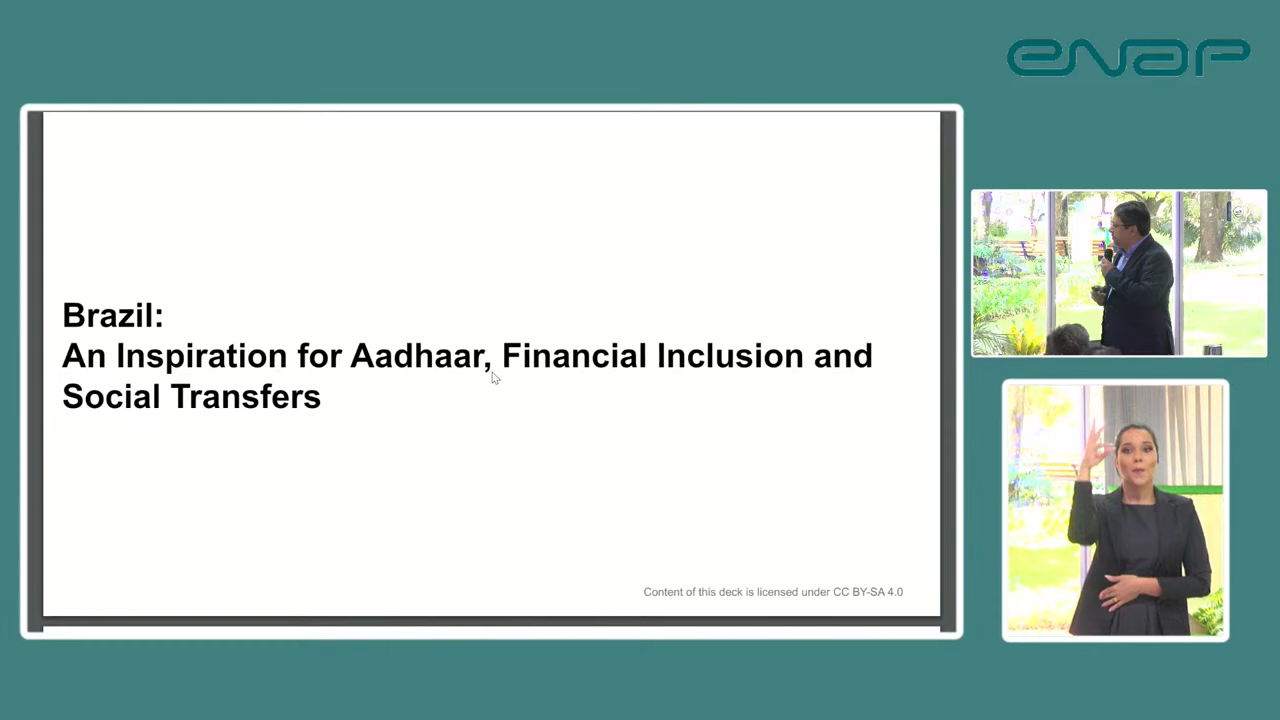 enap
Brazil:
An Inspiration for Aadhaar, Financial Inclusion and
Social Transfers
Content of this deck is licensed under CC BY-SA 4.0